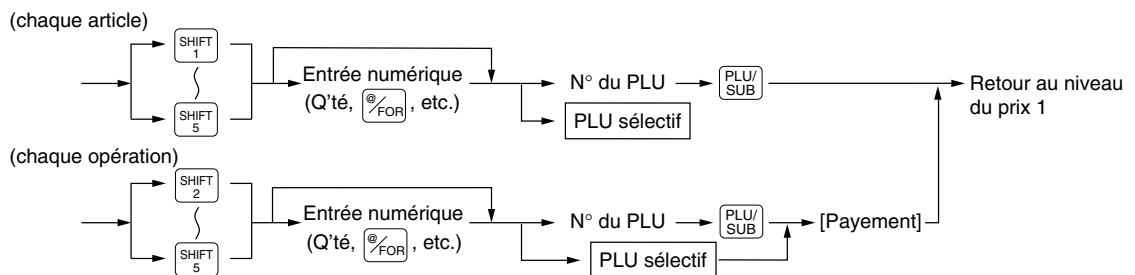 (chaque article)
SHIFT 1
SHIFT 5
Entrée numérique
(Q’té, @/FOR , etc.)
N° du PLU
PLU/SUB
PLU sélectif
Retour au niveau
du prix 1
(chaque opération)
SHIFT 2
SHIFT 5
Entrée numérique
(Q’té, @/FOR , etc.)
N° du PLU
PLU/SUB
PLU sélectif
[Payement]